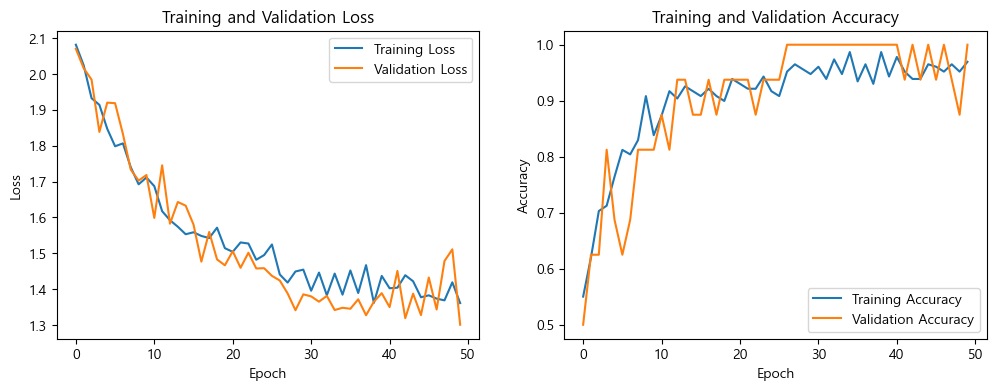 Training and Validation Loss
2.1
2.0
1.9
1.8
1.7
1.6
1.5
1.4
1.3
Loss
0
10
20
30
40
50
Epoch
Training Loss
Validation Loss
Training and Validation Accuracy
1.0
0.9
0.8
0.7
0.6
0.5
Accuracy
0
10
20
30
40
50
Epoch
Training Accuracy
Validation Accuracy